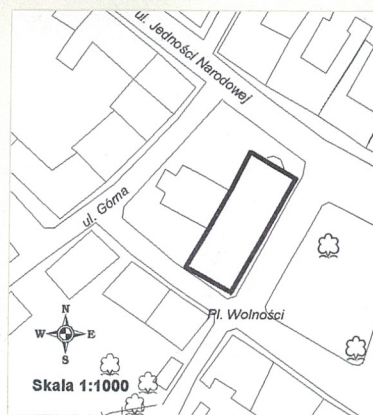 ul. Jedności Narodowej
ul. Górna
Pl. Wolności
N
W E
S
Skala 1:1000